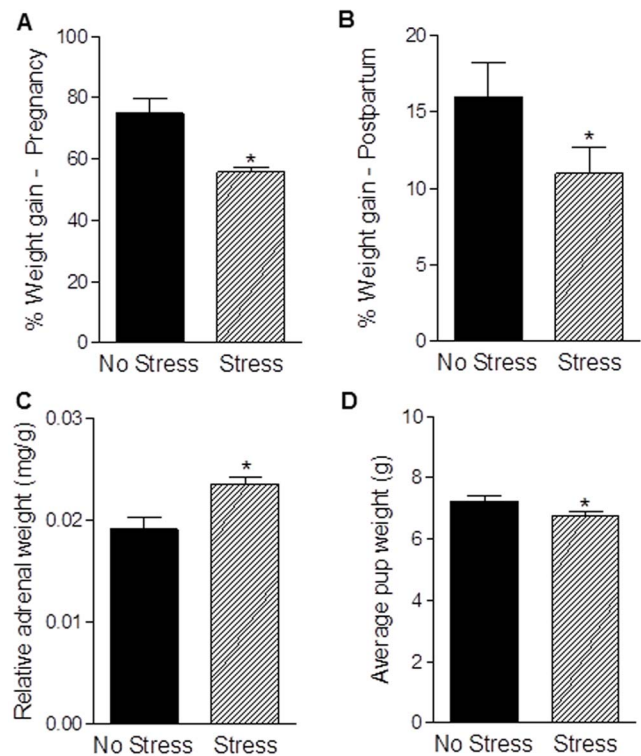 A
% Weight gain - Pregnancy
100
80
60
40
20
0
*
No Stress Stress
B
% Weight gain - Postpartum
20
15
10
5
0
*
No Stress Stress
C
Relative adrenal weight (mg/g)
0.03
0.02
0.01
0.00
*
No Stress Stress
D
Average pup weight (g)
10
8
6
4
2
0
*
No Stress Stress